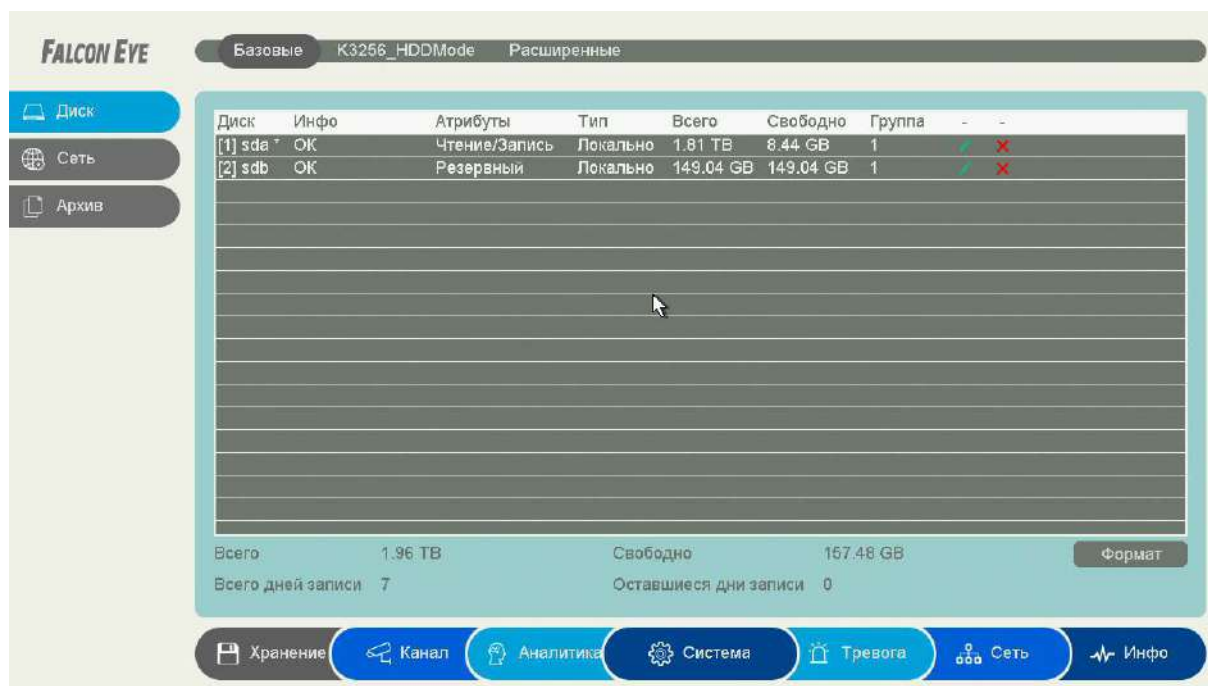 FALCON EYE
Базовые K3256_HDDMode Расширенные
Диск
Сеть
Архив
Диск Инфо Атрибуты Тип Всего Свободно Группа - -
[1] sda * OK Чтение/Запись Локально 1.81 TB 8.44 GB 1
[2] sdb OK Резервный Локально 149.04 GB 149.04 GB 1
Всего 1.96 TB Свободно 157.48 GB Формат
Всего дней записи 7 Оставшиеся дни записи 0
Хранение Канал Аналитика Система Тревога Сеть Инфо